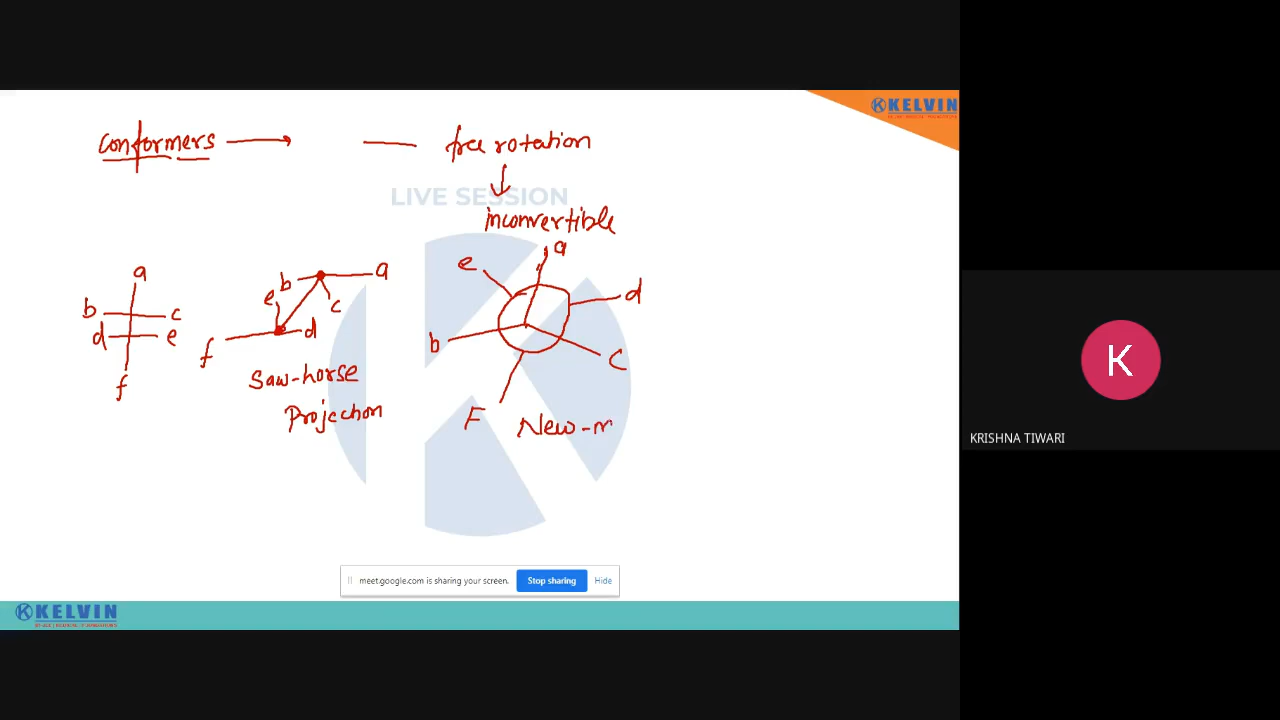 KELVIN
conformers → — free rotation
↓
LIVE SESSION
inconvertible
a
b c
d e
f
b a
e c
d
f
Saw-horse
Projection
a
e d
b C
F
New-m
K
KRISHNA TIWARI
meet.google.com is sharing your screen. Stop sharing Hide
KELVIN